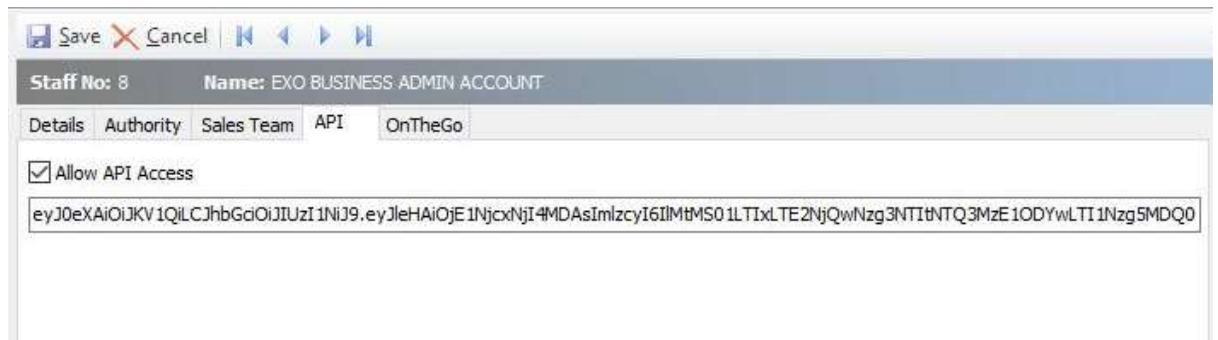 Save Cancel
Staff No: 8 Name: EXO BUSINESS ADMIN ACCOUNT
Details Authority Sales Team API OnTheGo
Allow API Access
eyJ0eXAiOiJKV1QiLCJhbGciOiJIUzI1NiJ9.eyJleHAiOjE1NjcxNjI4MDAsImlzcyI6IlMtMS01LTIxLTE2NjQwNzg3NTItNTQ3MzE1ODYwLTI1Nzg5MDQ0